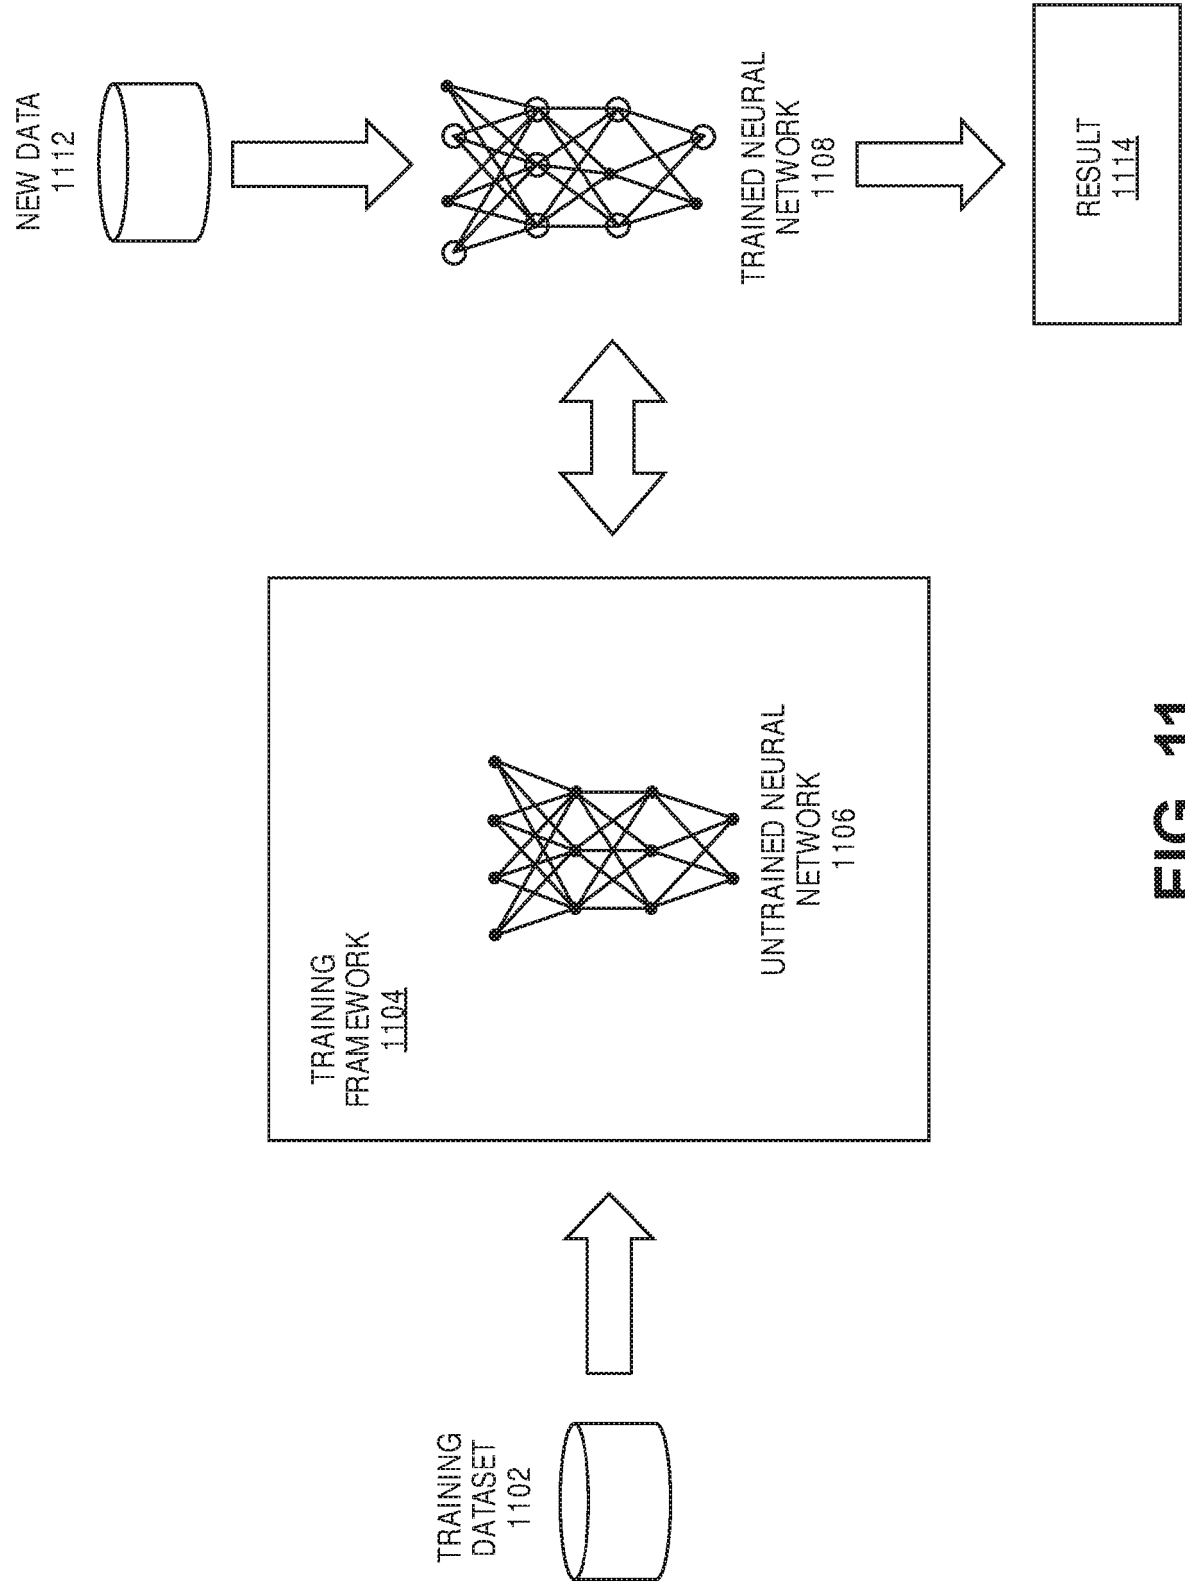 TRAINING
DATASET
1102
TRAINING
FRAMEWORK
1104
UNTRAINED NEURAL
NETWORK
1106
NEW DATA
1112
TRAINED NEURAL
NETWORK
1108
RESULT
1114
FIG. 11